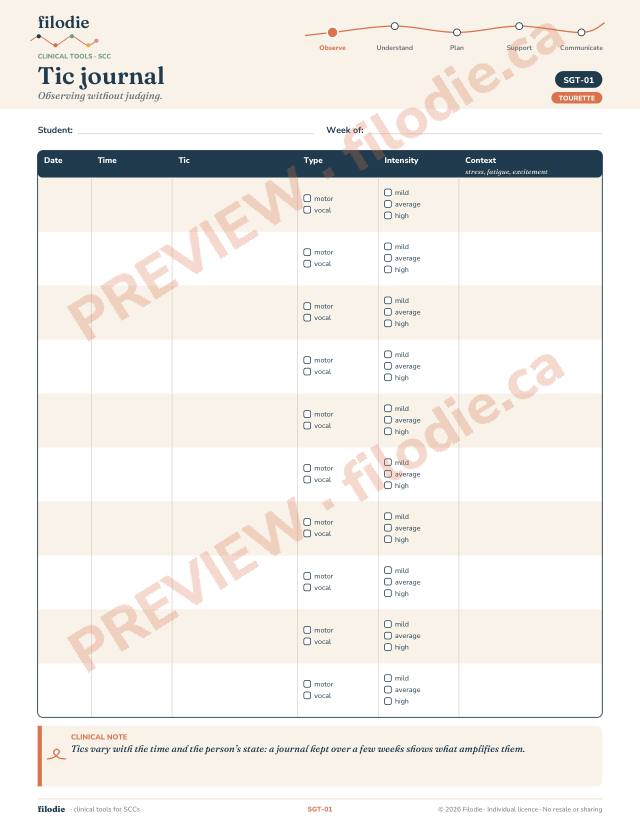 filodie
CLINICAL TOOLS · SCC
Tic journal
Observing without judging.
Observe Understand Plan Support Communicate
SGT-01
TOURETTE
Student:
Week of:
Date Time Tic Type Intensity Context
stress, fatigue, excitement
motor
vocal
mild
average
high
motor
vocal
mild
average
high
motor
vocal
mild
average
high
motor
vocal
mild
average
high
motor
vocal
mild
average
high
motor
vocal
mild
average
high
motor
vocal
mild
average
high
motor
vocal
mild
average
high
motor
vocal
mild
average
high
motor
vocal
mild
average
high
PREVIEW · filodie.ca
PREVIEW · filodie.ca
CLINICAL NOTE
Tics vary with the time and the person's state: a journal kept over a few weeks shows what amplifies them.
filodie · clinical tools for SCCs
SGT-01
© 2026 Filodie · Individual licence · No resale or sharing